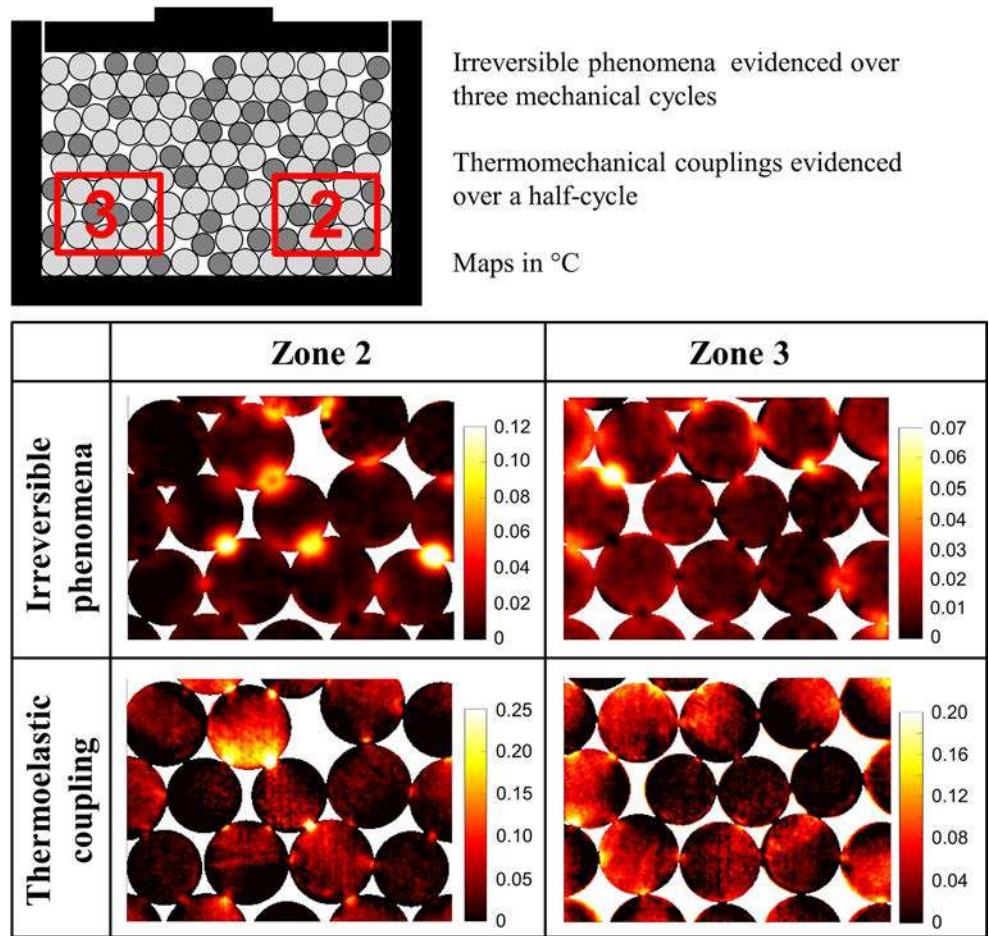 3
2
Irreversible phenomena evidenced over
three mechanical cycles
Thermomechanical couplings evidenced
over a half-cycle
Maps in °C
Zone 2
Zone 3
Irreversible
phenomena
0.12
0.10
0.08
0.06
0.04
0.02
0
0.07
0.06
0.05
0.04
0.03
0.02
0.01
0
Thermoelastic
coupling
0.25
0.20
0.15
0.10
0.05
0
0.20
0.16
0.12
0.08
0.04
0